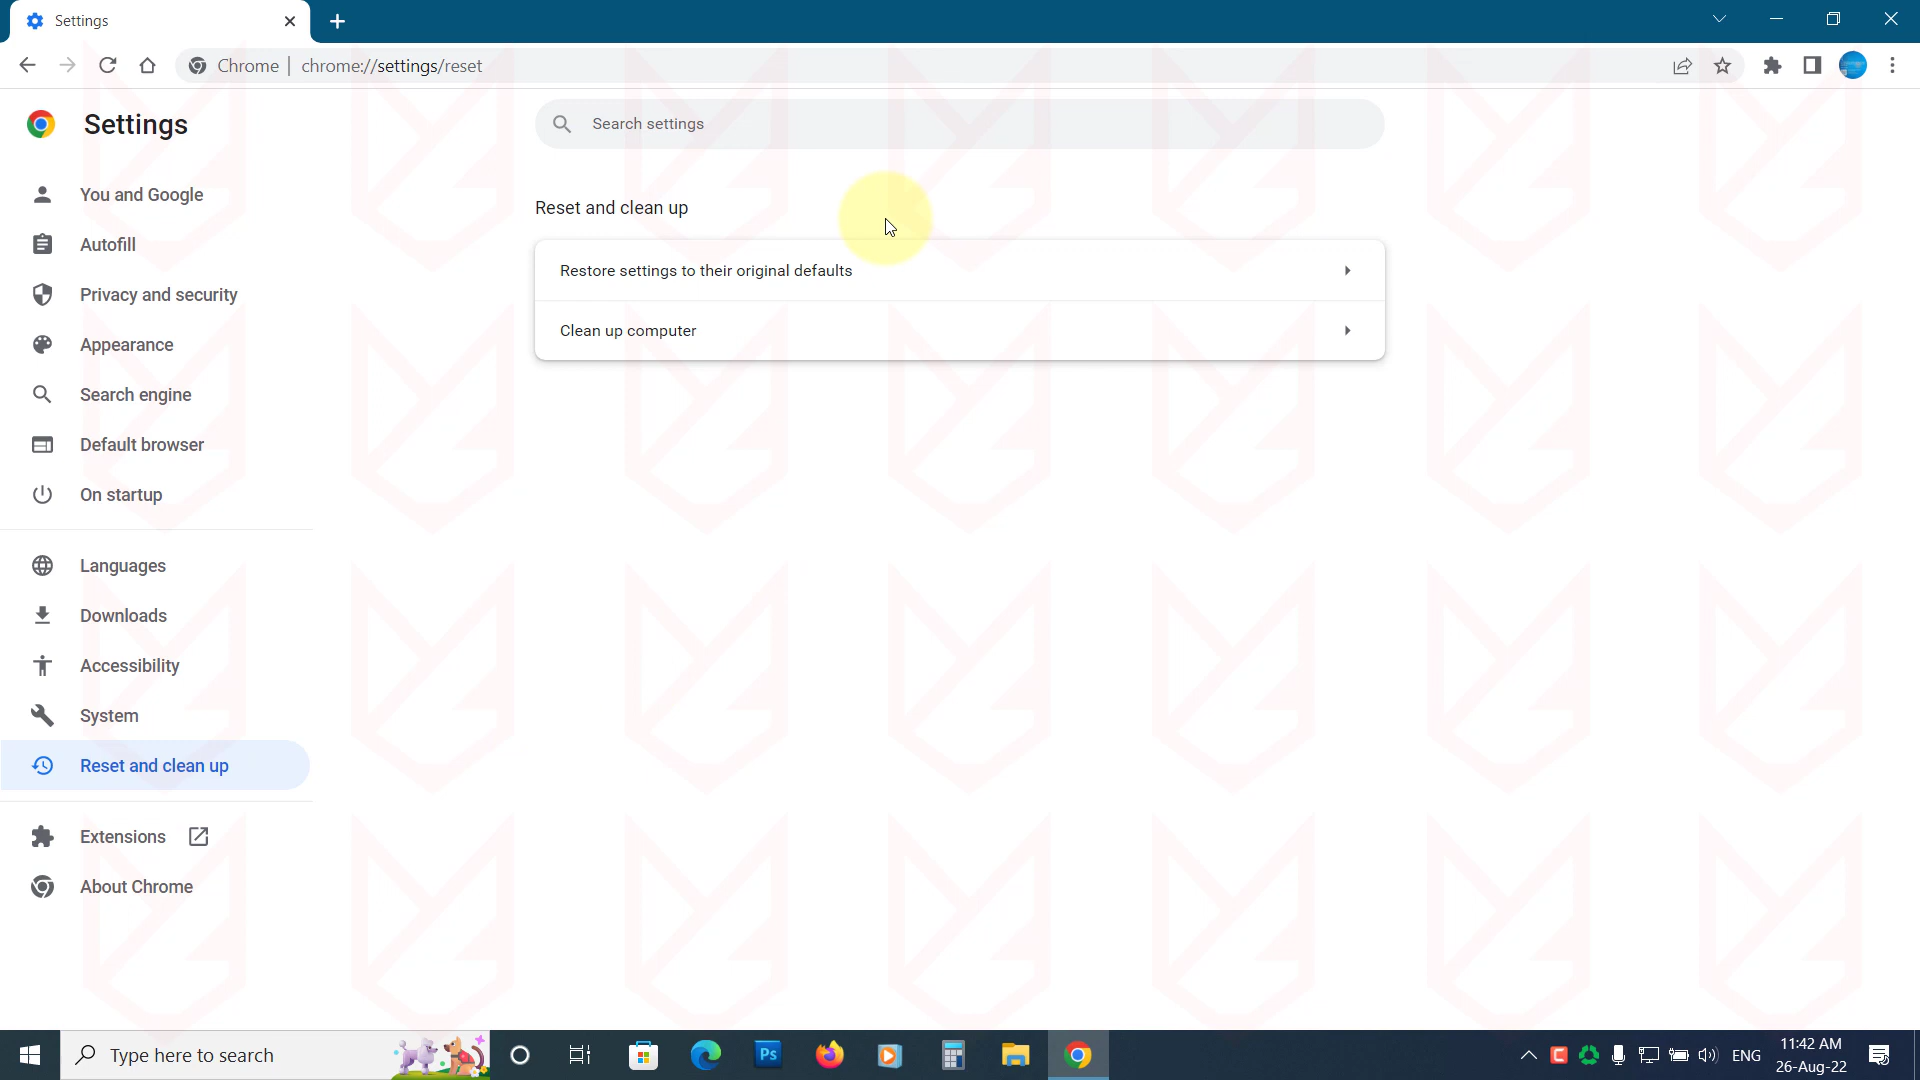 Settings
Chrome | chrome://settings/reset
Settings
Search settings
You and Google
Autofill
Privacy and security
Appearance
Search engine
Default browser
On startup
Languages
Downloads
Accessibility
System
Reset and clean up
Extensions
About Chrome
Reset and clean up
Restore settings to their original defaults
Clean up computer
Type here to search
Ps
ENG
11:42 AM
26-Aug-22